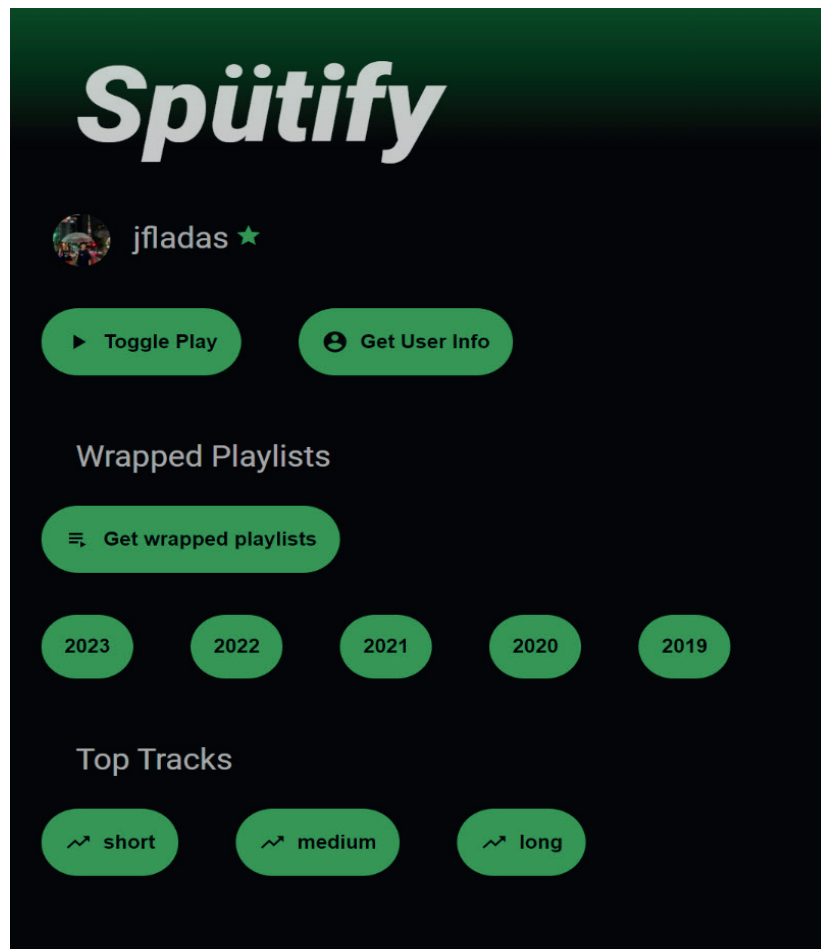 Spütify
jfladas
Toggle Play Get User Info
Wrapped Playlists
Get wrapped playlists
2023 2022 2021 2020 2019
Top Tracks
short medium long